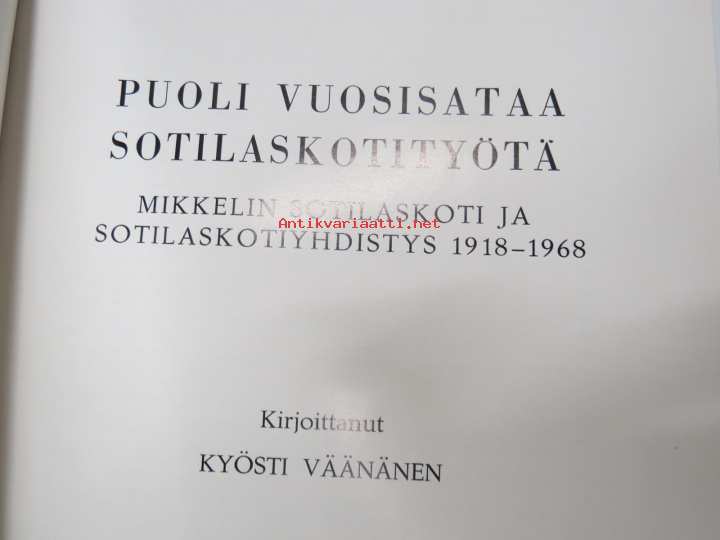 PUOLI VUOSISATAA
SOTILASKOTITYÖTÄ
MIKKELIN SOTILASKOTI JA
Antikvariaatti.net
SOTILASKOTIYHDISTYS 1918–1968
Kirjoittanut
KYÖSTI VÄÄNÄNEN